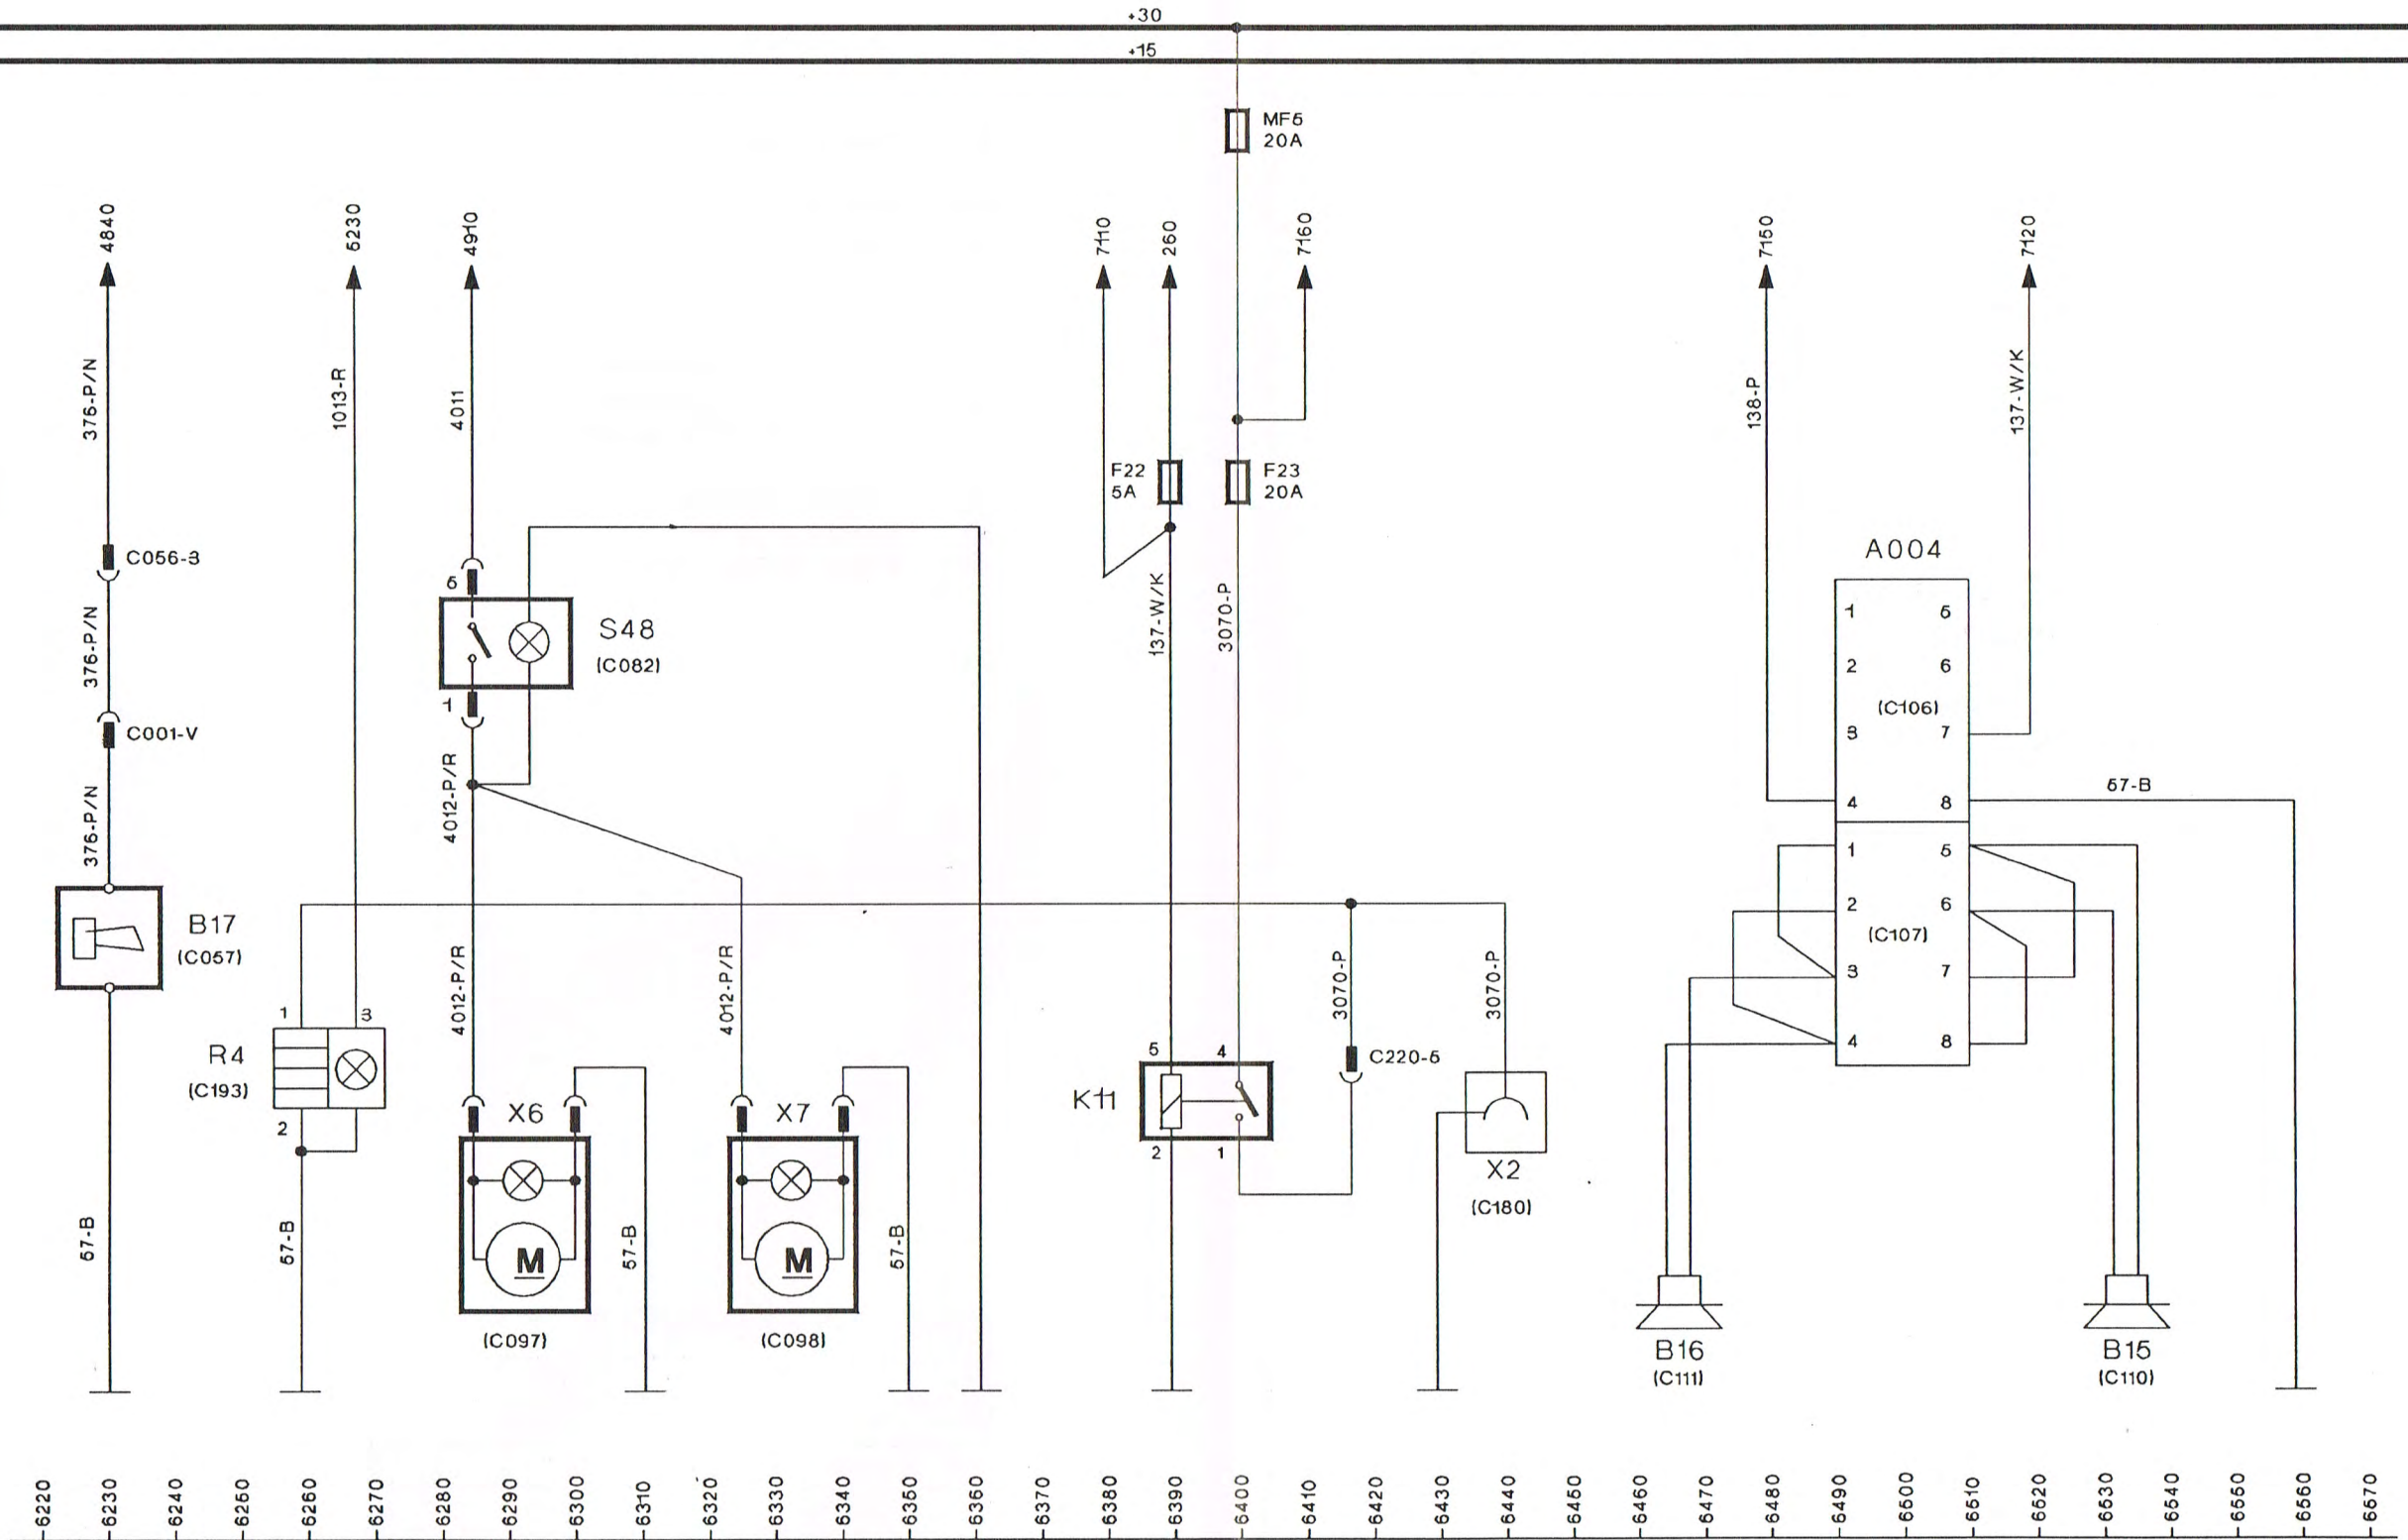 +30
+15
MF5
20A
4840
5230
4910
7110
260
7160
7150
7120
376-P/N
1013-R
4011
138-P
137-W/K
F22
5A
F23
20A
C056-3
376-P/N
5
S48
(C082)
1
137-W/K
3070-P
A004
1 5
2 6
(C106)
3 7
4 8
57-B
C001-V
376-P/N
4012-P/R
1 5
2 6
(C107)
3 7
4 8
B17
(C057)
4012-P/R
4012-P/R
3070-P
3070-P
1 3
R4
(C193)
2
X6
X7
5 4
K11
2 1
C220-5
X2
(C180)
57-B
57-B
M
57-B
M
57-B
(C097)
(C098)
B16
(C111)
B15
(C110)
6220 6230 6240 6250 6260 6270 6280 6290 6300 6310 6320 6330 6340 6350 6360 6370 6380 6390 6400 6410 6420 6430 6440 6450 6460 6470 6480 6490 6500 6510 6520 6530 6540 6550 6560 6570